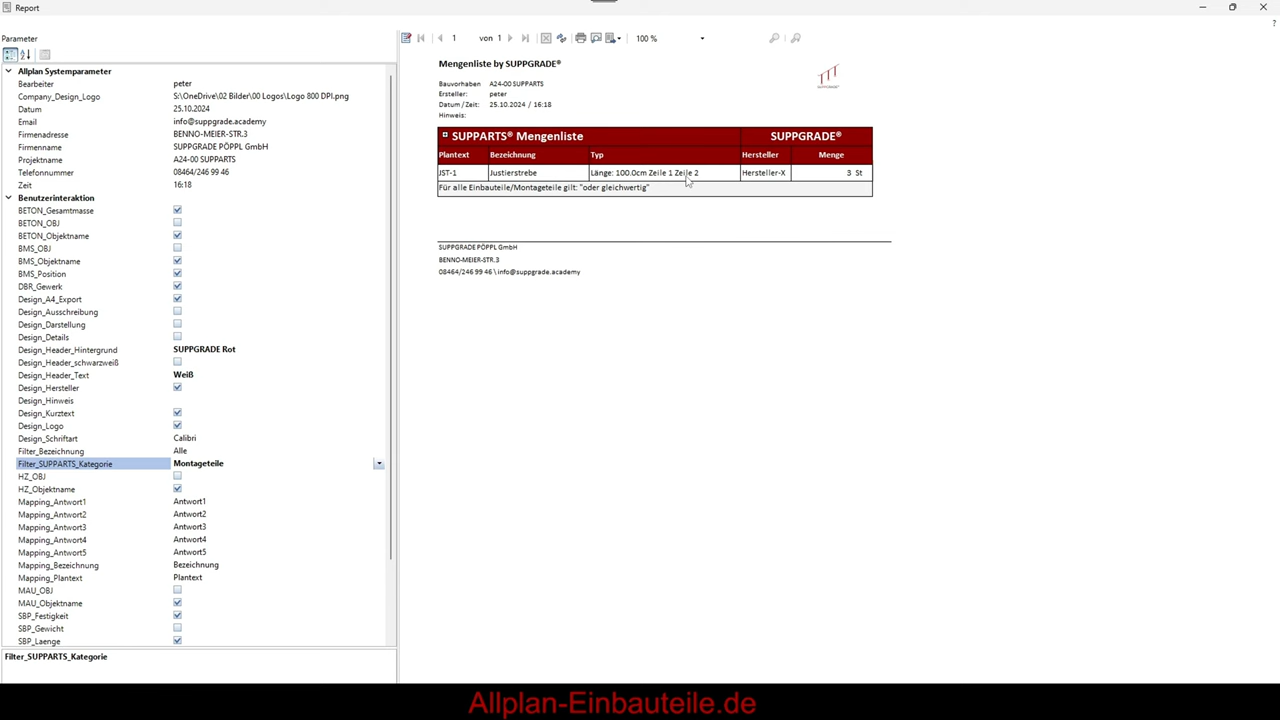 Report
?
Parameter
1 von 1 100 %
Allplan Systemparameter
Bearbeiter peter
Company_Design_Logo S:\OneDrive\02 Bilder\00 Logos\Logo 800 DPI.png
Datum 25.10.2024
Email info@suppgrade.academy
Firmenadresse BENNO-MEIER-STR.3
Firmenname SUPPGRADE PÖPPL GmbH
Projektname A24-00 SUPPARTS
Telefonnummer 08464/246 99 46
Zeit 16:18
Benutzerinteraktion
BETON_Gesamtmasse
BETON_OBJ
BETON_Objektname
BMS_OBJ
BMS_Objektname
BMS_Position
DBR_Gewerk
Design_A4_Export
Design_Ausschreibung
Design_Darstellung
Design_Details
Design_Header_Hintergrund SUPPGRADE Rot
Design_Header_schwarzweiß
Design_Header_Text Weiß
Design_Hersteller
Design_Hinweis
Design_Kurztext
Design_Logo
Design_Schriftart Calibri
Filter_Bezeichnung Alle
Filter_SUPPARTS_Kategorie Montageteile
HZ_OBJ
HZ_Objektname
Mapping_Antwort1 Antwort1
Mapping_Antwort2 Antwort2
Mapping_Antwort3 Antwort3
Mapping_Antwort4 Antwort4
Mapping_Antwort5 Antwort5
Mapping_Bezeichnung Bezeichnung
Mapping_Plantext Plantext
MAU_OBJ
MAU_Objektname
SBP_Festigkeit
SBP_Gewicht
SBP_Laenge
Filter_SUPPARTS_Kategorie
Mengenliste by SUPPGRADE®
Bauvorhaben A24-00 SUPPARTS
Ersteller: peter
Datum / Zeit: 25.10.2024 / 16:18
Hinweis:
SUPPGRADE
SUPPARTS® Mengenliste SUPPGRADE®
Plantext Bezeichnung Typ Hersteller Menge
JST-1 Justierstrebe Länge: 100.0cm Zeile 1 Zeile 2 Hersteller-X 3 St
Für alle Einbauteile/Montageteile gilt: "oder gleichwertig"
SUPPGRADE PÖPPL GmbH
BENNO-MEIER-STR.3
08464/246 99 46 \ info@suppgrade.academy
Allplan-Einbauteile.de